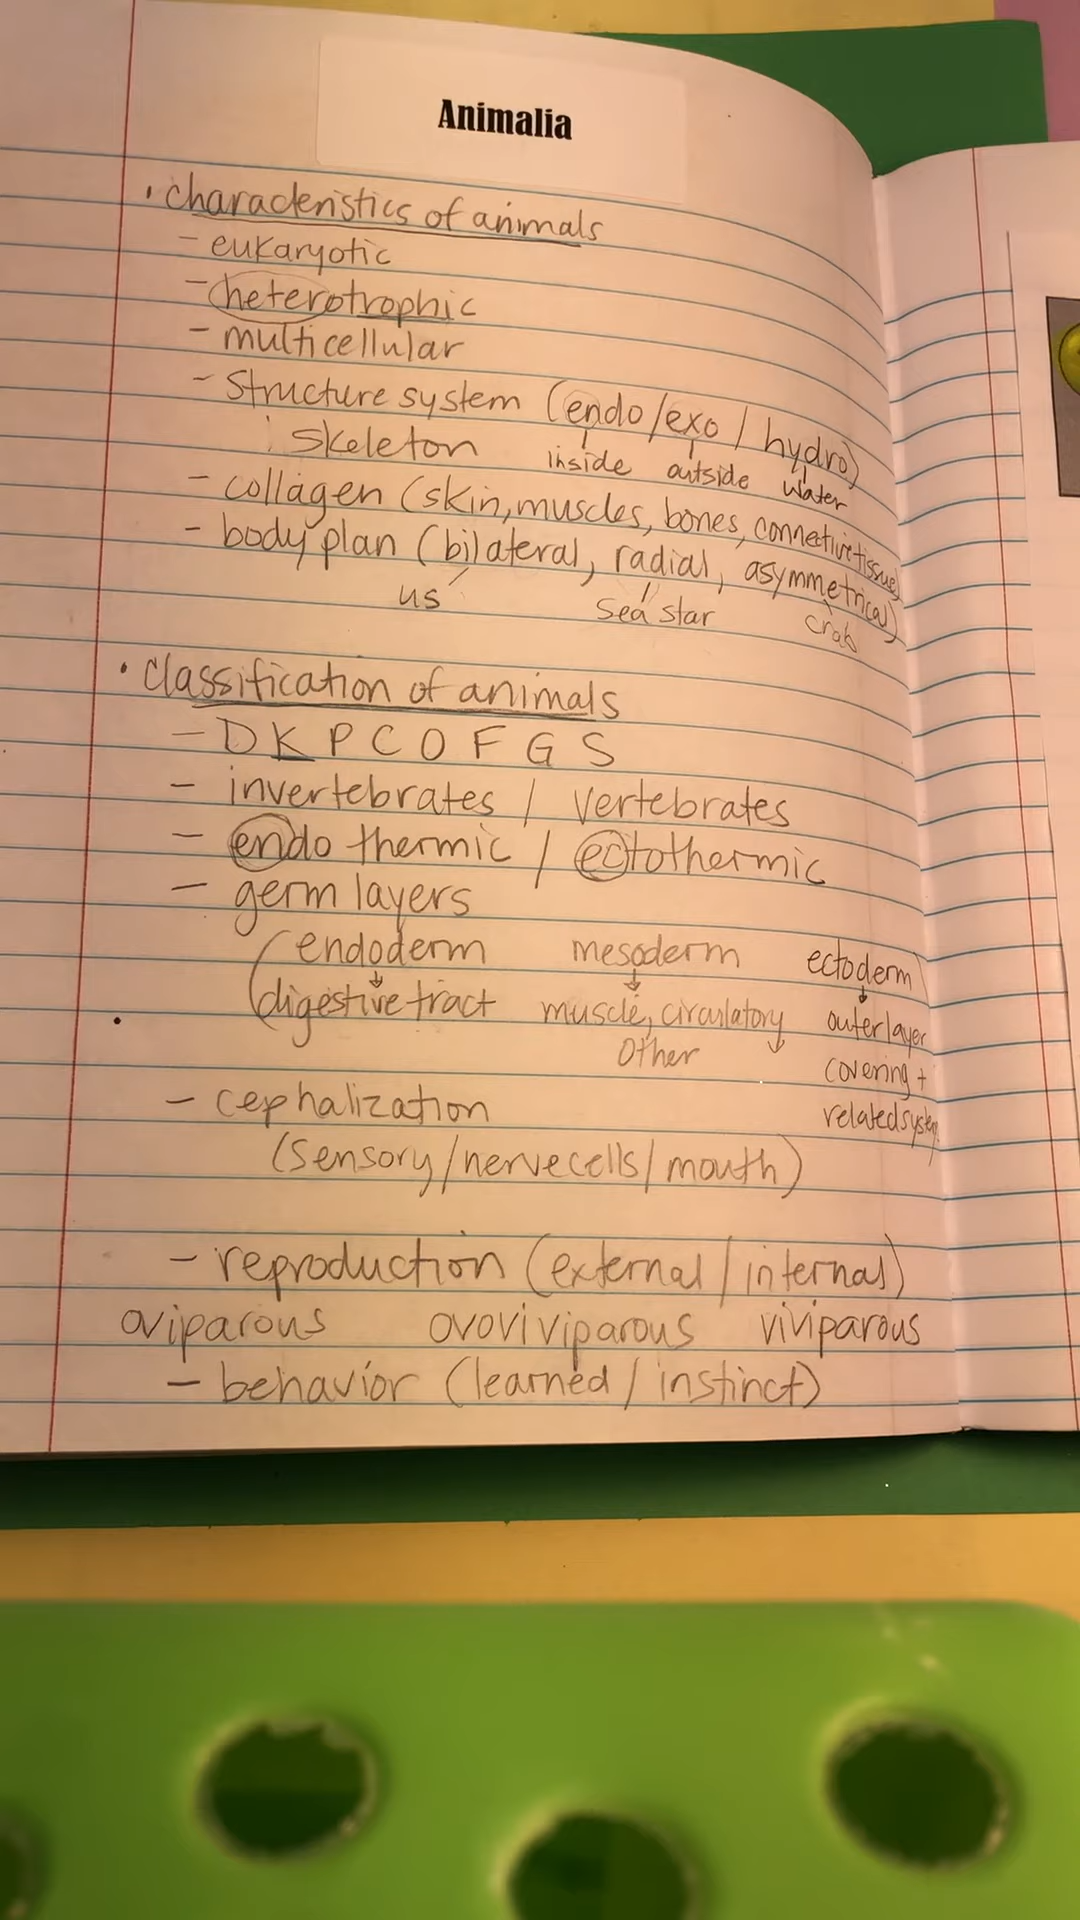 Animalia
• characteristics of animals
- eukaryotic
- heterotrophic
- multicellular
- Structure system (endo/exo / hydro)
skeleton inside outside water
- collagen (skin, muscles, bones, connective tissue)
- body plan (bilateral, radial, asymmetrical)
us sea star crab
• classification of animals
- D K P C O F G S
- invertebrates / vertebrates
- endo thermic / ectothermic
- germ layers
endoderm mesoderm ectoderm
digestive tract muscle, circulatory outer layer
other covering +
related system
- cephalization
(sensory/nerve cells/mouth)
- reproduction (external / internal)
oviparous ovoviviparous viviparous
- behavior (learned / instinct)